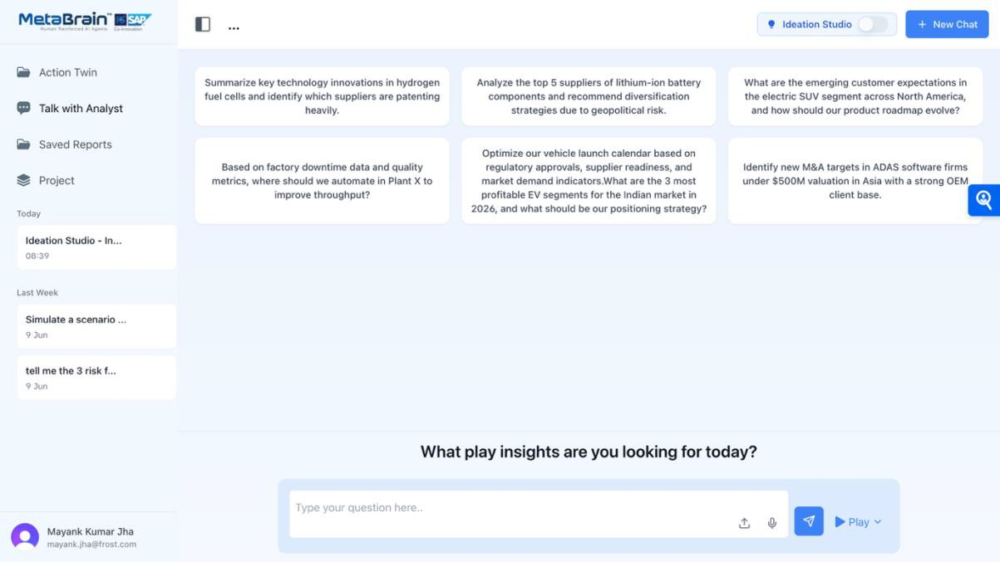 MetaBrain™ SAP
Human Reinforced AI Agents Co-Innovation
...
Ideation Studio
+ New Chat
Action Twin
Talk with Analyst
Saved Reports
Project
Today
Ideation Studio - In...
08:39
Last Week
Simulate a scenario ...
9 Jun
tell me the 3 risk f...
9 Jun
Mayank Kumar Jha
mayank.jha@frost.com
Summarize key technology innovations in hydrogen
fuel cells and identify which suppliers are patenting
heavily.
Analyze the top 5 suppliers of lithium-ion battery
components and recommend diversification
strategies due to geopolitical risk.
What are the emerging customer expectations in
the electric SUV segment across North America,
and how should our product roadmap evolve?
Based on factory downtime data and quality
metrics, where should we automate in Plant X to
improve throughput?
Optimize our vehicle launch calendar based on
regulatory approvals, supplier readiness, and
market demand indicators.What are the 3 most
profitable EV segments for the Indian market in
2026, and what should be our positioning strategy?
Identify new M&A targets in ADAS software firms
under $500M valuation in Asia with a strong OEM
client base.
What play insights are you looking for today?
Type your question here..
Play